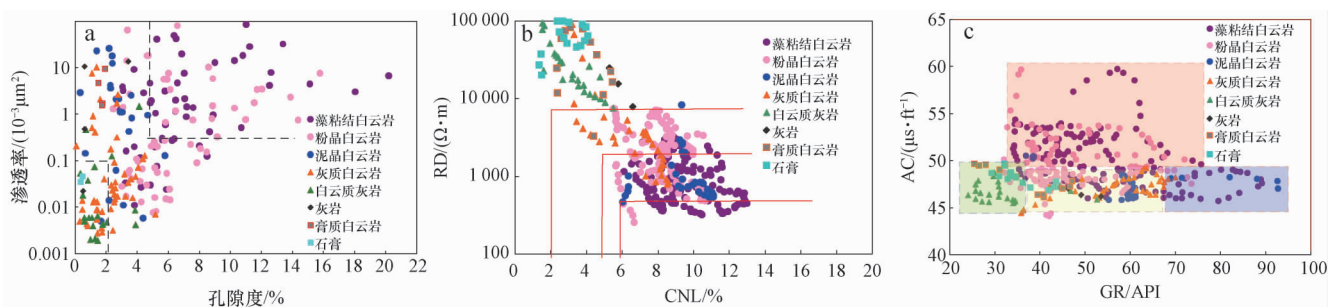 a
渗透率/(10⁻³μm²)
10
1
0.1
0.01
0.001
0 2 4 6 8 10 12 14 16 18 20 22
孔隙度/%
藻粘结白云岩
粉晶白云岩
泥晶白云岩
灰质白云岩
白云质灰岩
灰岩
膏质白云岩
石膏
b
RD/(Ω·m)
100 000
10 000
1 000
100
0 2 4 6 8 10 12 14 16 18 20
CNL/%
藻粘结白云岩
粉晶白云岩
泥晶白云岩
灰质白云岩
白云质灰岩
灰岩
膏质白云岩
石膏
c
AC/(μs·ft⁻¹)
65
60
55
50
45
40
20 30 40 50 60 70 80 90 100
GR/API
藻粘结白云岩
粉晶白云岩
泥晶白云岩
灰质白云岩
白云质灰岩
灰岩
膏质白云岩
石膏